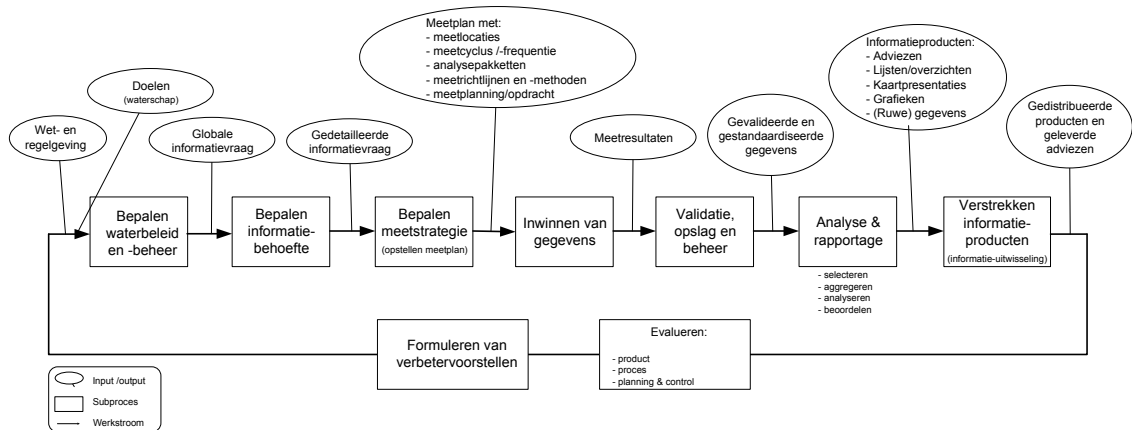 Meetplan met:
- meetlocaties
- meetcyclus /-frequentie
- analysepakketten
- meetrichtlijnen en -methoden
- meetplanning/opdracht
Informatieproducten:
- Adviezen
- Lijsten/overzichten
- Kaartpresentaties
- Grafieken
- (Ruwe) gegevens
Doelen
(waterschap)
Wet- en
regelgeving
Globale
informatievraag
Gedetailleerde
informatievraag
Meetresultaten
Gevalideerde en
gestandaardiseerde
gegevens
Gedistribueerde
producten en
geleverde
adviezen
Bepalen
waterbeleid
en -beheer
Bepalen
informatie-
behoefte
Bepalen
meetstrategie
(opstellen meetplan)
Inwinnen van
gegevens
Validatie,
opslag en
beheer
Analyse &
rapportage
- selecteren
- aggregeren
- analyseren
- beoordelen
Verstrekken
informatie-
producten
(informatie-uitwisseling)
Formuleren van
verbetervoorstellen
Evalueren:
- product
- proces
- planning & control
Input /output
Subproces
Werkstroom